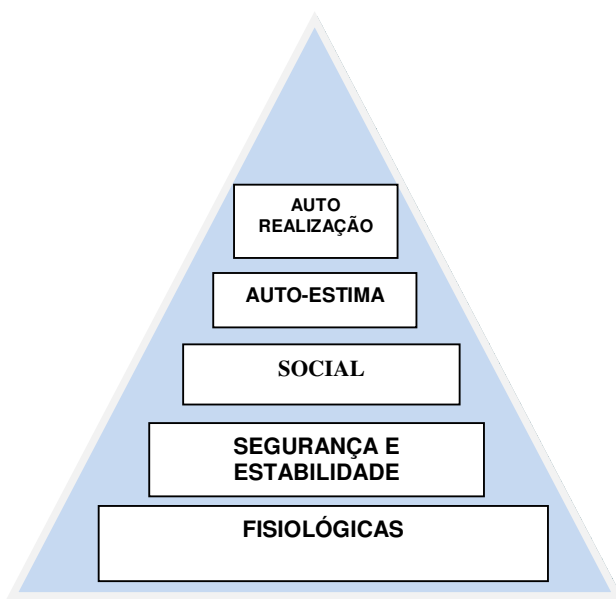 AUTO
REALIZAÇÃO
AUTO-ESTIMA
SOCIAL
SEGURANÇA E
ESTABILIDADE
FISIOLÓGICAS